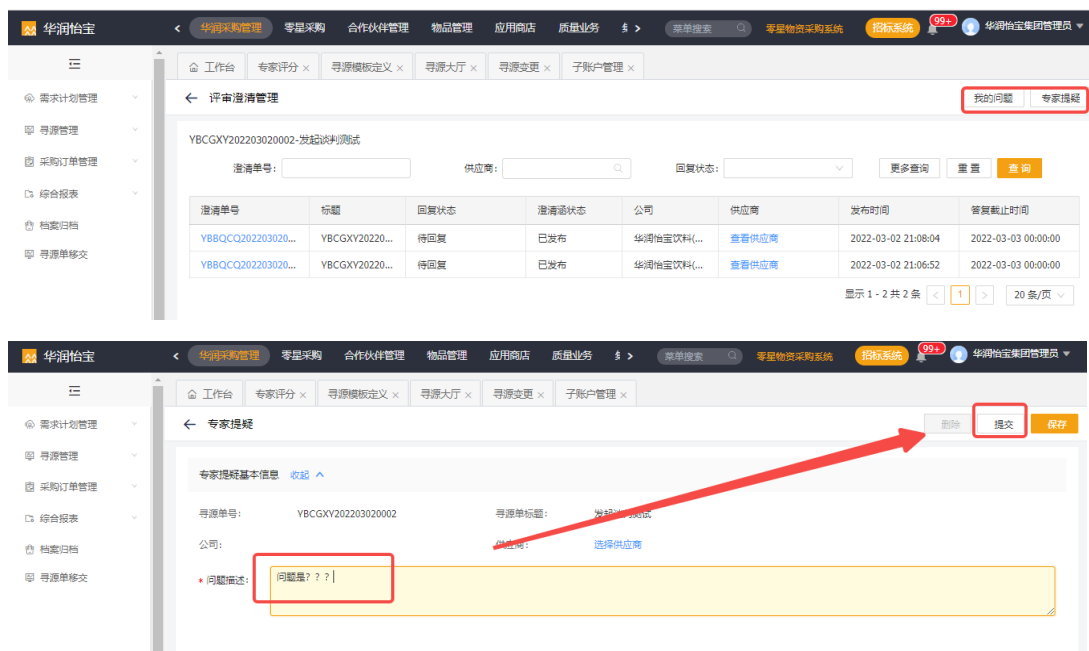 华润怡宝 华润采购管理 零星采购 合作伙伴管理 物品管理 应用商店 质量业务 菜单搜索 零星物资采购系统 招标系统 99+ 华润怡宝集团管理员
工作台 专家评分 寻源模板定义 寻源大厅 寻源变更 子账户管理
需求计划管理
寻源管理
采购订单管理
综合报表
档案归档
寻源单移交
评审澄清管理 我的问题 专家提疑
YBCGXY202203020002-发起谈判测试
澄清单号: 供应商: 回复状态: 更多查询 重置 查询
澄清单号 标题 回复状态 澄清函状态 公司 供应商 发布时间 答复截止时间
YBBQCQ202203020... YBCGXY20220... 待回复 已发布 华润怡宝饮料(... 查看供应商 2022-03-02 21:08:04 2022-03-03 00:00:00
YBBQCQ202203020... YBCGXY20220... 待回复 已发布 华润怡宝饮料(... 查看供应商 2022-03-02 21:06:52 2022-03-03 00:00:00
显示 1 - 2 共 2 条 1 20 条/页
华润怡宝 华润采购管理 零星采购 合作伙伴管理 物品管理 应用商店 质量业务 菜单搜索 零星物资采购系统 招标系统 99+ 华润怡宝集团管理员
工作台 专家评分 寻源模板定义 寻源大厅 寻源变更 子账户管理
需求计划管理
寻源管理
采购订单管理
综合报表
档案归档
寻源单移交
专家提疑 删除 提交 保存
专家提疑基本信息 收起
寻源单号: YBCGXY202203020002 寻源单标题: 发起谈判测试
公司: 供应商: 选择供应商
* 问题描述: 问题是? ? ?